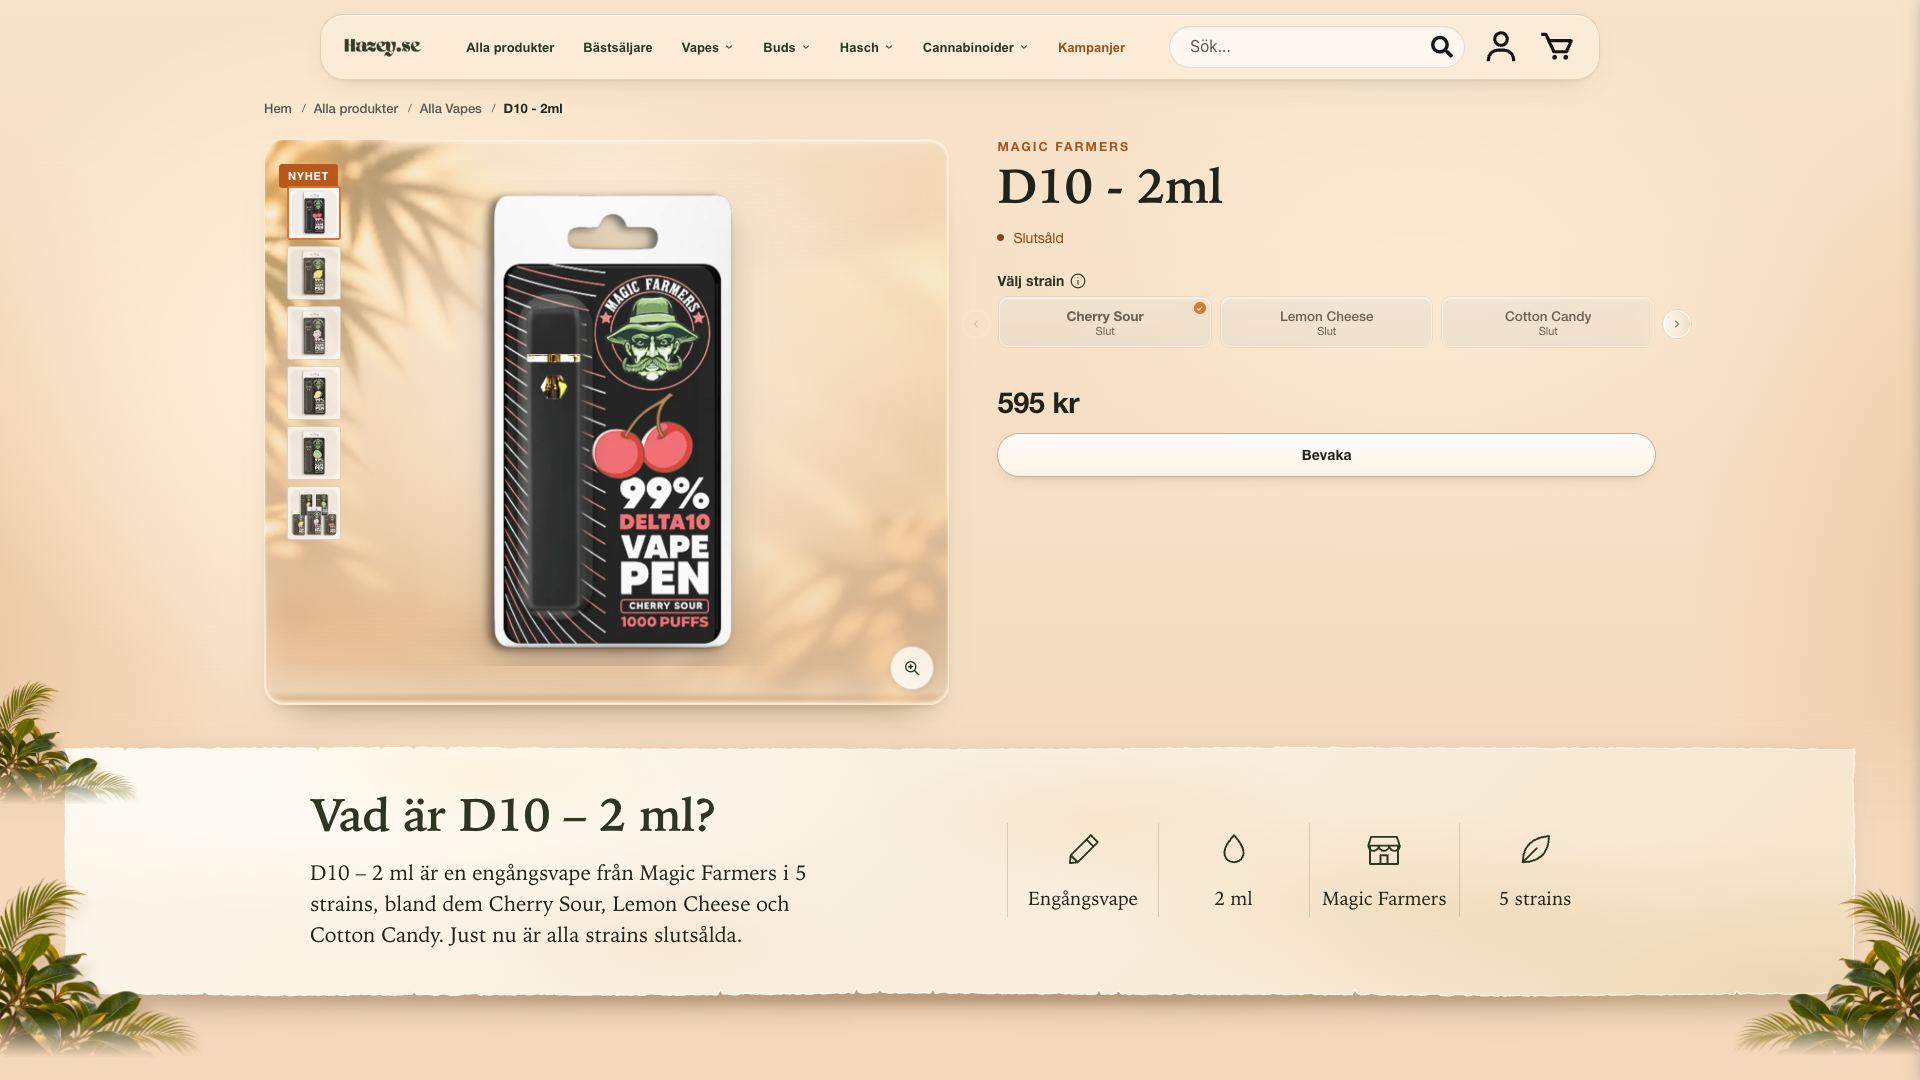 Hazey.se
Alla produkter
Bästsäljare
Vapes
Buds
Hasch
Cannabinoider
Kampanjer
Sök...
Hem / Alla produkter / Alla Vapes / D10 - 2ml
NYHET
MAGIC FARMERS
99%
DELTA10
VAPE
PEN
CHERRY SOUR
1000 PUFFS
MAGIC FARMERS
D10 - 2ml
Slutsåld
Välj strain
Cherry Sour
Slut
Lemon Cheese
Slut
Cotton Candy
Slut
595 kr
Bevaka
Vad är D10 – 2 ml?
D10 – 2 ml är en engångsvape från Magic Farmers i 5
strains, bland dem Cherry Sour, Lemon Cheese och
Cotton Candy. Just nu är alla strains slutsålda.
Engångsvape
2 ml
Magic Farmers
5 strains